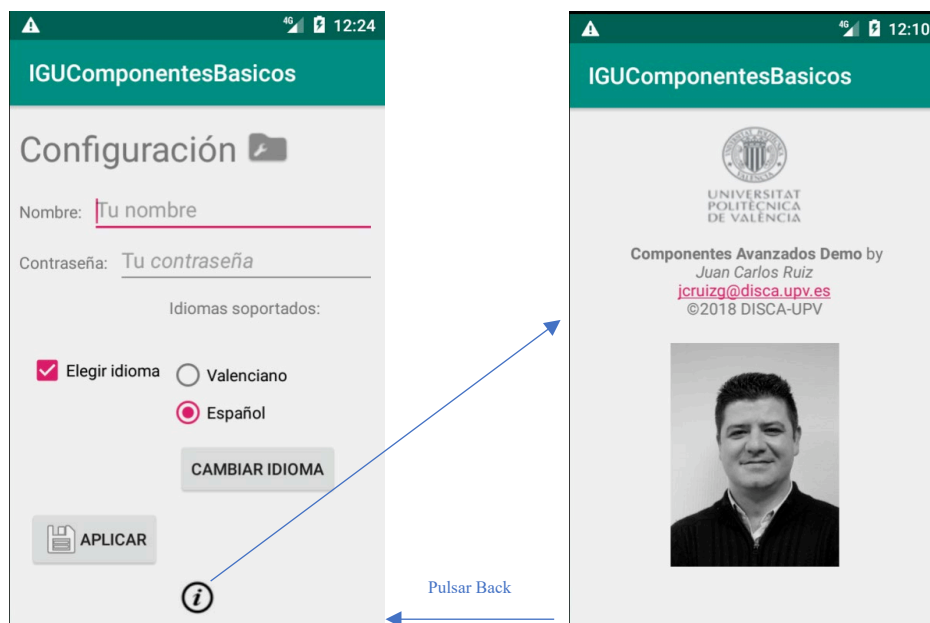 4G 12:24
IGUComponentesBasicos
Configuración
Nombre: Tu nombre
Contraseña: Tu contraseña
Idiomas soportados:
Elegir idioma
Valenciano
Español
CAMBIAR IDIOMA
APLICAR
i
Pulsar Back
4G 12:10
IGUComponentesBasicos
UNIVERSITAT
POLITÈCNICA
DE VALÈNCIA
Componentes Avanzados Demo by
Juan Carlos Ruiz
jcruizg@disca.upv.es
©2018 DISCA-UPV